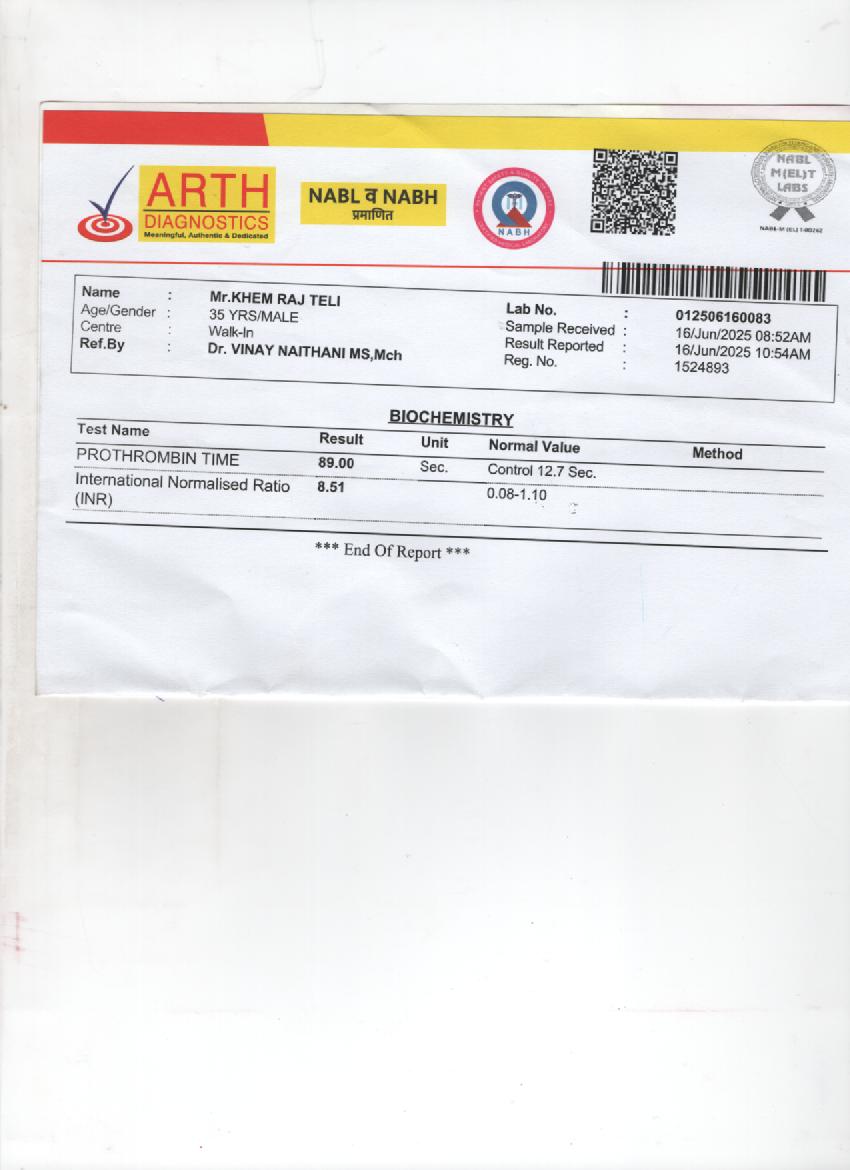 ARTH
DIAGNOSTICS
Meaningful, Authentic & Dedicated
NABL व NABH
प्रमाणित
NABH
NABL
M(EL)T
LABS
Name : Mr.KHEM RAJ TELI
Age/Gender : 35 YRS/MALE
Centre : Walk-In
Ref.By : Dr. VINAY NAITHANI MS,Mch
Lab No. : 012506160083
Sample Received : 16/Jun/2025 08:52AM
Result Reported : 16/Jun/2025 10:54AM
Reg. No. : 1524893
BIOCHEMISTRY
Test Name Result Unit Normal Value Method
PROTHROMBIN TIME 89.00 Sec. Control 12.7 Sec.
International Normalised Ratio 8.51 0.08-1.10
(INR)
*** End Of Report ***